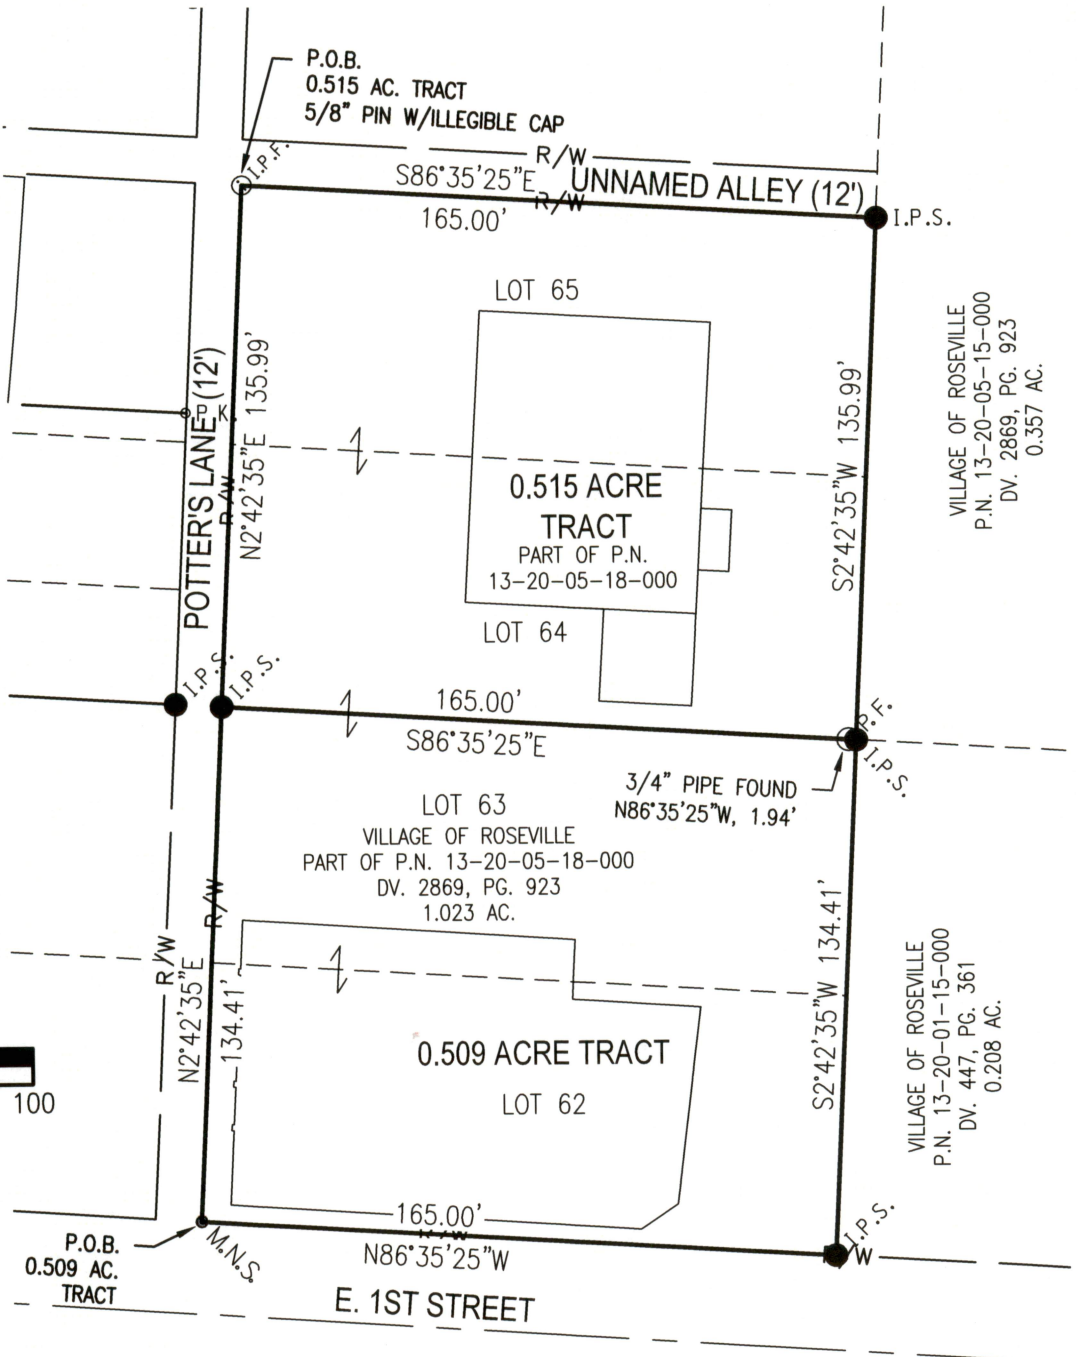 P.O.B.
0.515 AC. TRACT
5/8" PIN W/ILLEGIBLE CAP
I.P.F.
R/W
S86°35'25"E
UNNAMED ALLEY (12')
R/W
165.00'
I.P.S.
LOT 65
N2°42'35"E 135.99'
POTTER'S LANE (12')
R/W
P.K.
S2°42'35"W 135.99'
VILLAGE OF ROSEVILLE
P.N. 13-20-05-15-000
DV. 2869, PG. 923
0.357 AC.
0.515 ACRE
TRACT
PART OF P.N.
13-20-05-18-000
LOT 64
I.P.S.
I.P.S.
165.00'
S86°35'25"E
P.F.
I.P.S.
3/4" PIPE FOUND
N86°35'25"W, 1.94'
LOT 63
VILLAGE OF ROSEVILLE
PART OF P.N. 13-20-05-18-000
DV. 2869, PG. 923
1.023 AC.
R/W
R/W
N2°42'35"E
134.41'
S2°42'35"W 134.41'
VILLAGE OF ROSEVILLE
P.N. 13-20-01-15-000
DV. 447, PG. 361
0.208 AC.
0.509 ACRE TRACT
LOT 62
100
165.00'
R/W
N86°35'25"W
I.P.S.
W
P.O.B.
0.509 AC.
TRACT
M.N.S.
E. 1ST STREET